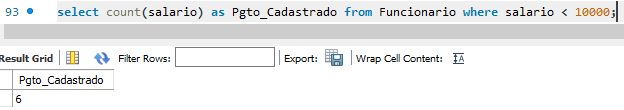 93 select count(salario) as Pgto_Cadastrado from Funcionario where salario < 10000;
Result Grid Filter Rows: Export: Wrap Cell Content: IA
Pgto_Cadastrado
6